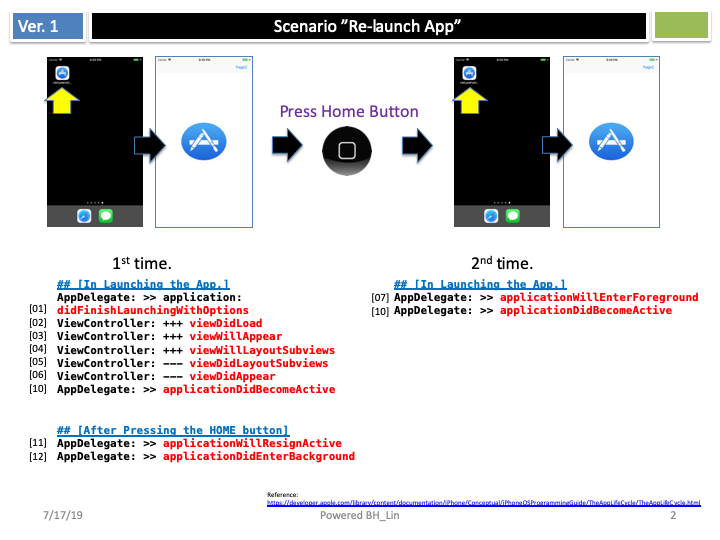 Ver. 1
Scenario ”Re-launch App”
Page2
Page2
Press Home Button
1st time.
## [In Launching the App.]
AppDelegate: >> application:
[01] didFinishLaunchingWithOptions
[02] ViewController: +++ viewDidLoad
[03] ViewController: +++ viewWillAppear
[04] ViewController: +++ viewWillLayoutSubviews
[05] ViewController: --- viewDidLayoutSubviews
[06] ViewController: --- viewDidAppear
[10] AppDelegate: >> applicationDidBecomeActive
## [After Pressing the HOME button]
[11] AppDelegate: >> applicationWillResignActive
[12] AppDelegate: >> applicationDidEnterBackground
2nd time.
## [In Launching the App.]
[07] AppDelegate: >> applicationWillEnterForeground
[10] AppDelegate: >> applicationDidBecomeActive
Reference:
https://developer.apple.com/library/content/documentation/iPhone/Conceptual/iPhoneOSProgrammingGuide/TheAppLifeCycle/TheAppLifeCycle.html
7/17/19
Powered BH_Lin
2